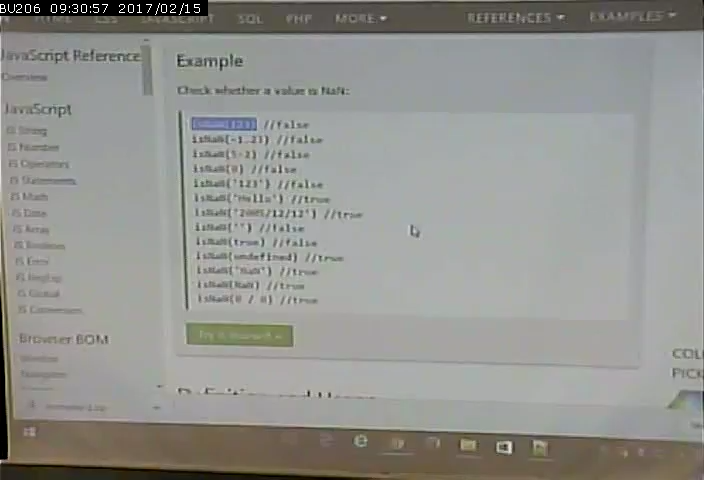 BU206 09:30:57 2017/02/15
HTML CSS JAVASCRIPT SQL PHP MORE REFERENCES EXAMPLES
JavaScript Reference
Overview
JavaScript
JS String
JS Number
JS Operators
JS Statements
JS Math
JS Date
JS Array
JS Boolean
JS Error
JS RegExp
JS Global
JS Conversion
Browser BOM
Window
Navigator
Example
Check whether a value is NaN:
isNaN(123) //false
isNaN(-1.23) //false
isNaN(5-2) //false
isNaN(0) //false
isNaN('123') //false
isNaN('Hello') //true
isNaN('2005/12/12') //true
isNaN('') //false
isNaN(true) //false
isNaN(undefined) //true
isNaN('NaN') //true
isNaN(NaN) //true
isNaN(0 / 0) //true
Try it Yourself »
Definition and Usage
COL
PICK